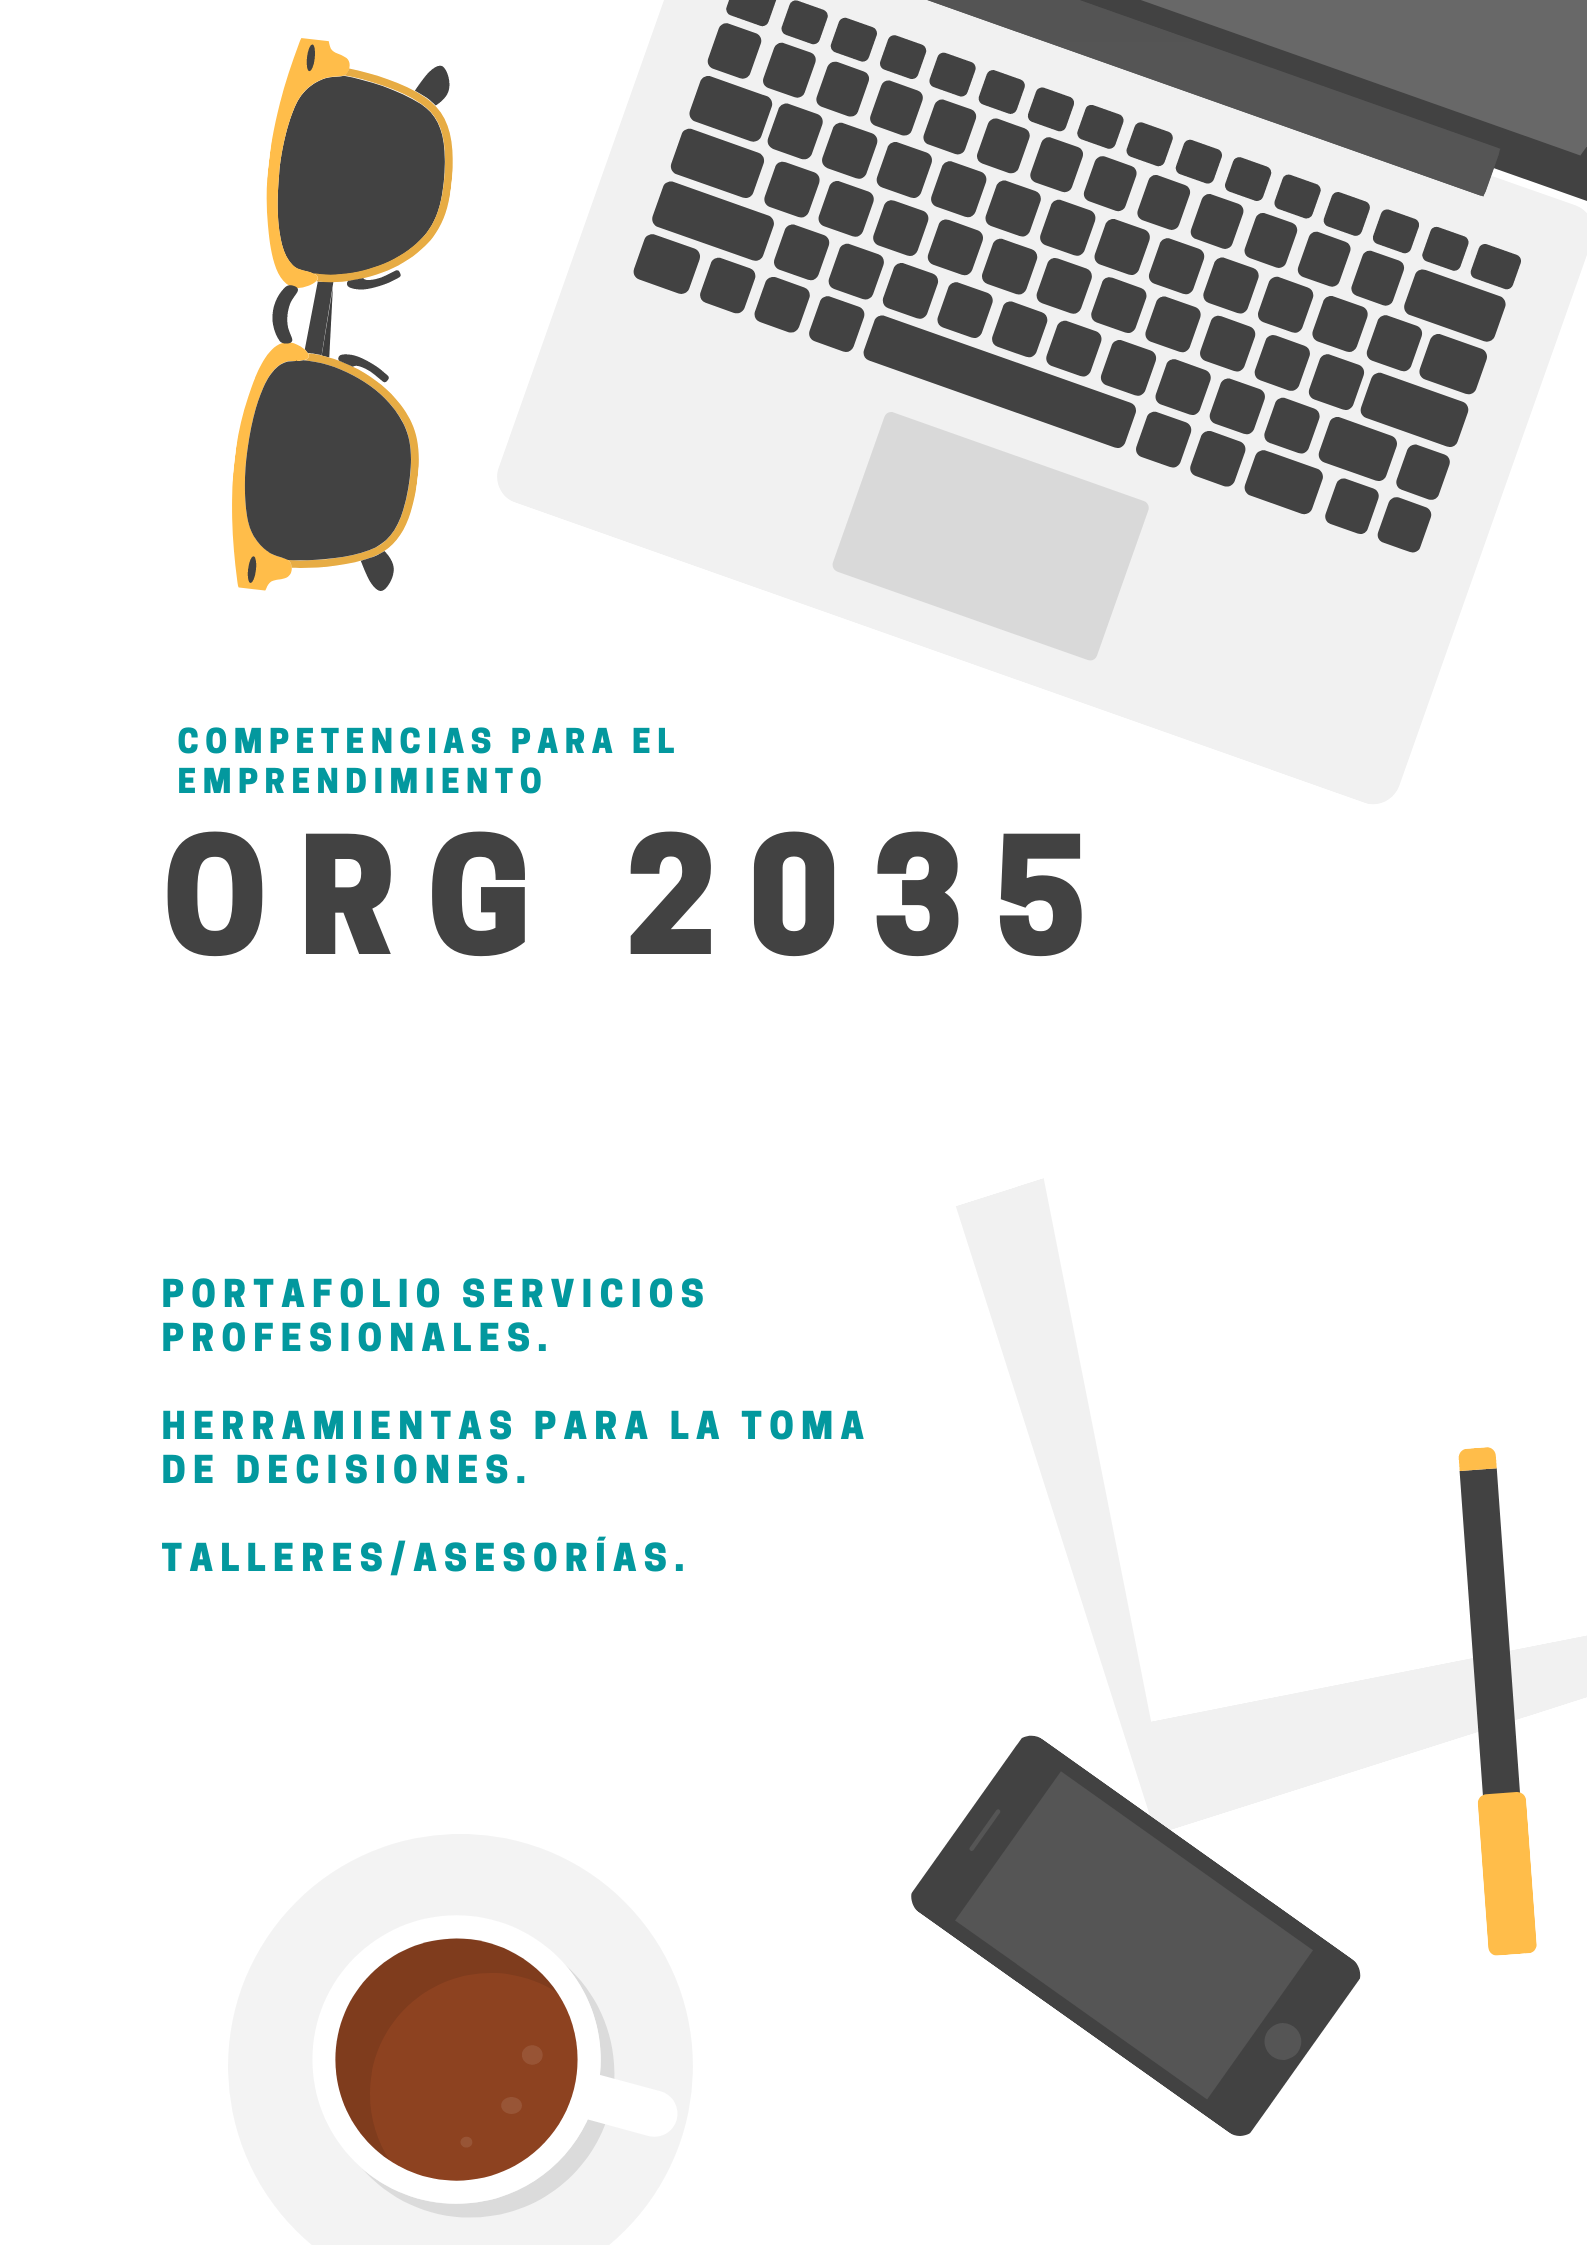 COMPETENCIAS PARA EL
EMPRENDIMIENTO
ORG 2035
PORTAFOLIO SERVICIOS
PROFESIONALES.
HERRAMIENTAS PARA LA TOMA
DE DECISIONES.
TALLERES/ASESORÍAS.